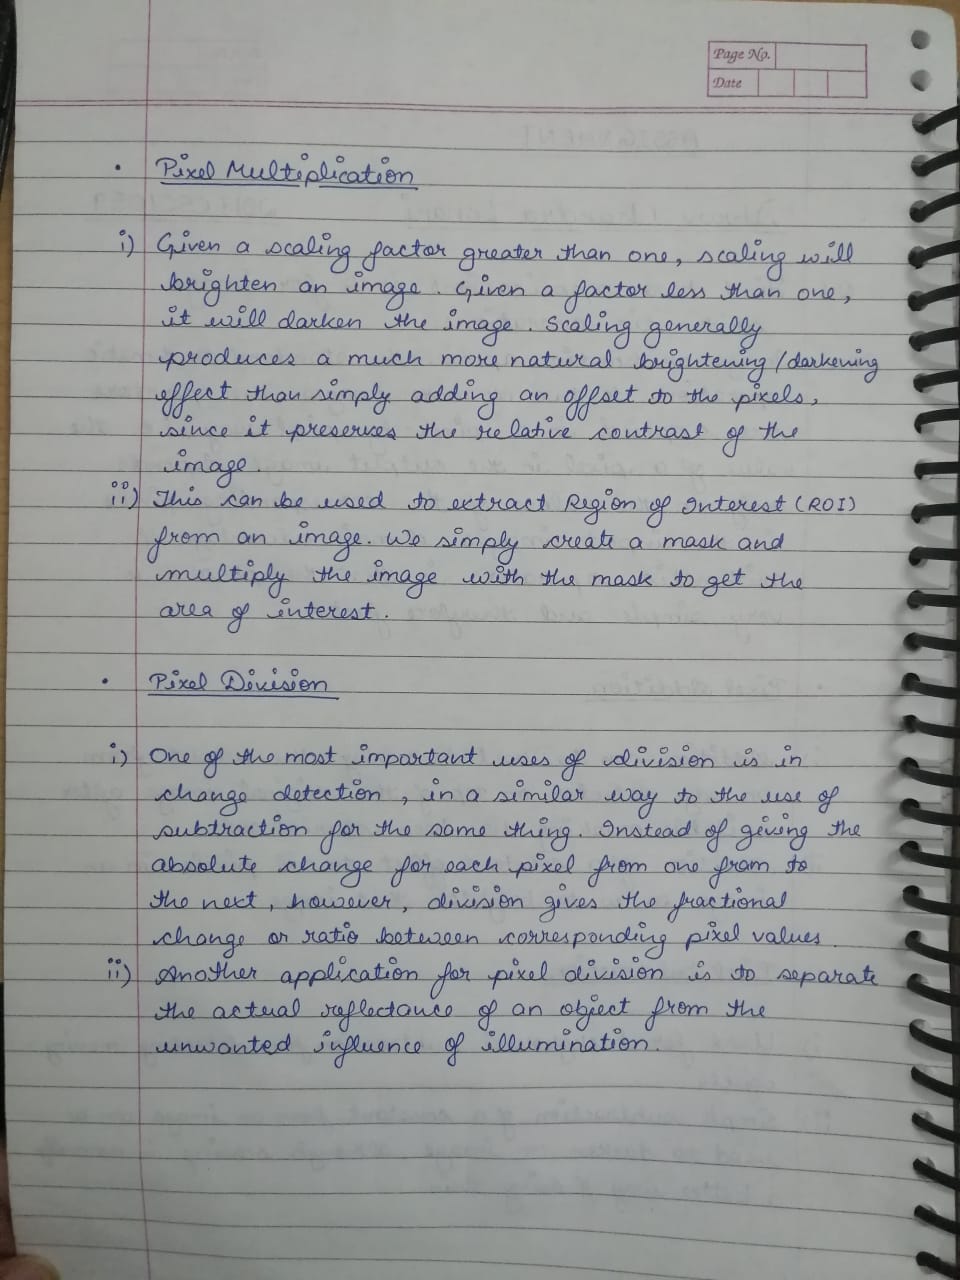 Page No.
Date
• Pixel Multiplication
i) Given a scaling factor greater than one, scaling will
brighten an image. Given a factor less than one,
it will darken the image. Scaling generally
produces a much more natural brightening/darkening
effect than simply adding an offset to the pixels,
since it preserves the relative contrast of the
image.
ii) This can be used to extract Region of Interest (ROI)
from an image. We simply create a mask and
multiply the image with the mask to get the
area of interest.
• Pixel Division
i) One of the most important uses of division is in
change detection, in a similar way to the use of
subtraction for the same thing. Instead of giving the
absolute change for each pixel from one fram to
the next, however, division gives the fractional
change or ratio between corresponding pixel values.
ii) Another application for pixel division is to separate
the actual reflectance of an object from the
unwanted influence of illumination.